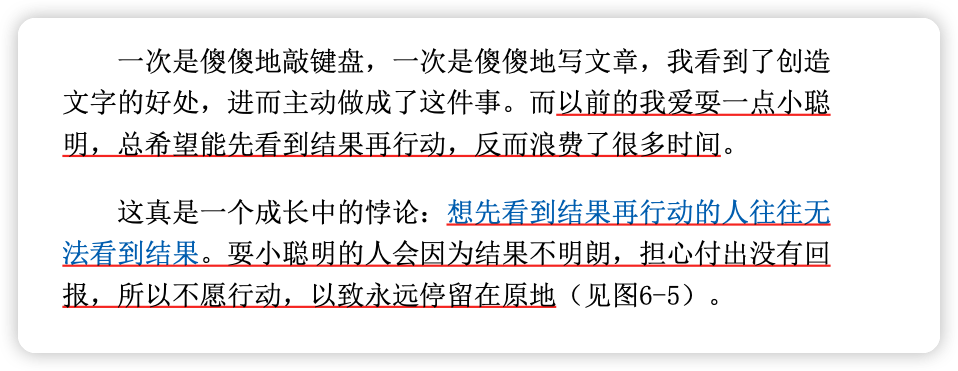 一次是傻傻地敲键盘，一次是傻傻地写文章，我看到了创造
文字的好处，进而主动做成了这件事。而以前的我爱耍一点小聪
明，总希望能先看到结果再行动，反而浪费了很多时间。
这真是一个成长中的悖论：想先看到结果再行动的人往往无
法看到结果。耍小聪明的人会因为结果不明朗，担心付出没有回
报，所以不愿行动，以致永远停留在原地（见图6-5）。